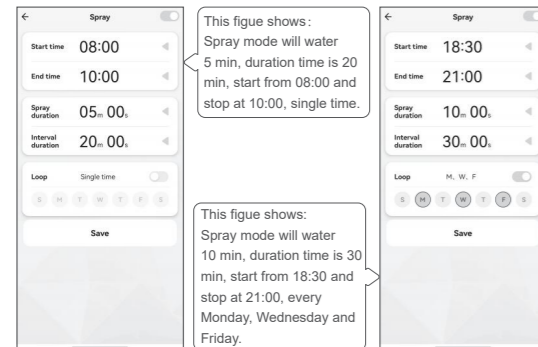 Spray
Start time 08:00
End time 10:00
Spray duration 05m 00s
Interval duration 20m 00s
Loop Single time
S M T W T F S
Save
This figue shows:
Spray mode will water
5 min, duration time is 20
min, start from 08:00 and
stop at 10:00, single time.
This figue shows:
Spray mode will water
10 min, duration time is 30
min, start from 18:30 and
stop at 21:00, every
Monday, Wednesday and
Friday.
Spray
Start time 18:30
End time 21:00
Spray duration 10m 00s
Interval duration 30m 00s
Loop M, W, F
S M T W T F S
Save